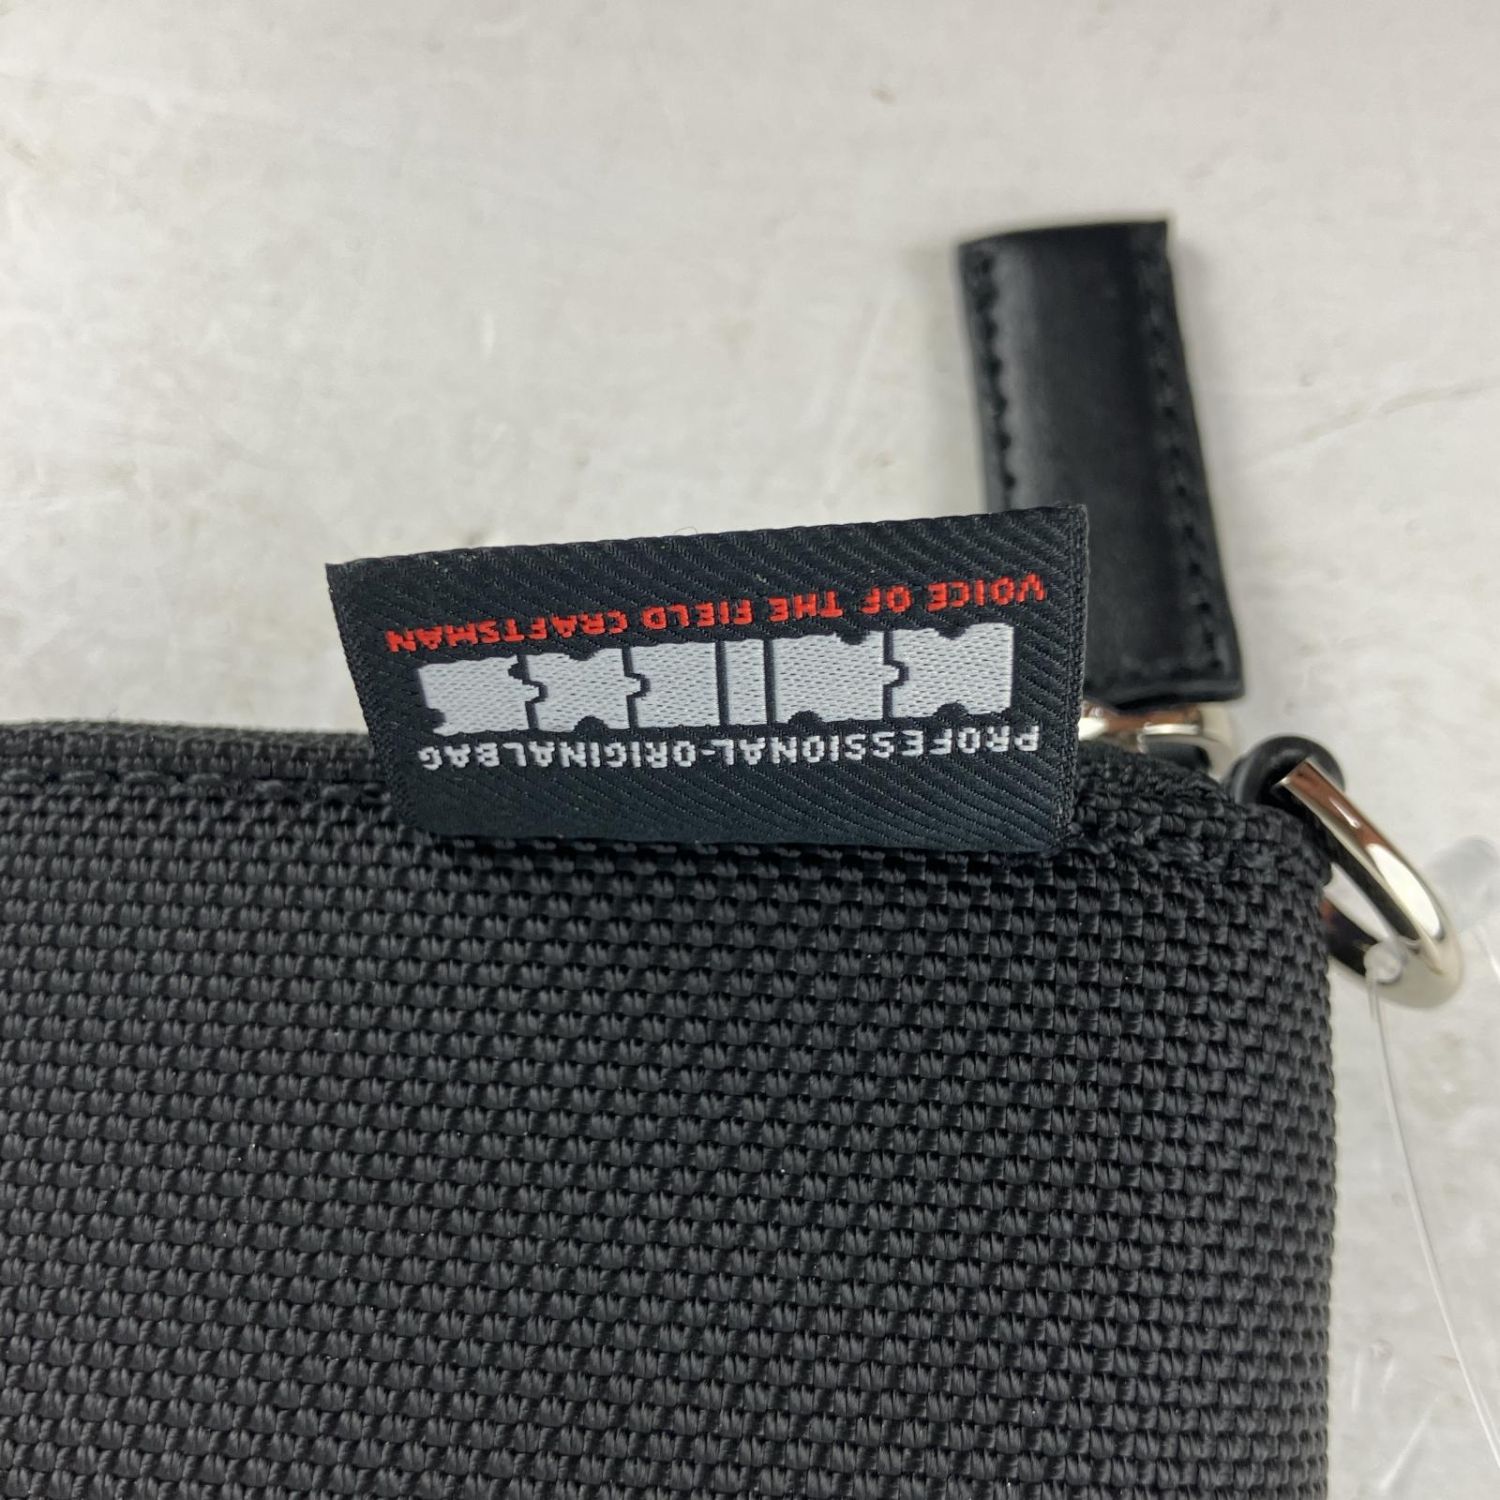 PROFESSIONAL-ORIGINALBAG
KNICKS
VOICE OF THE FIELD CRAFTSMAN